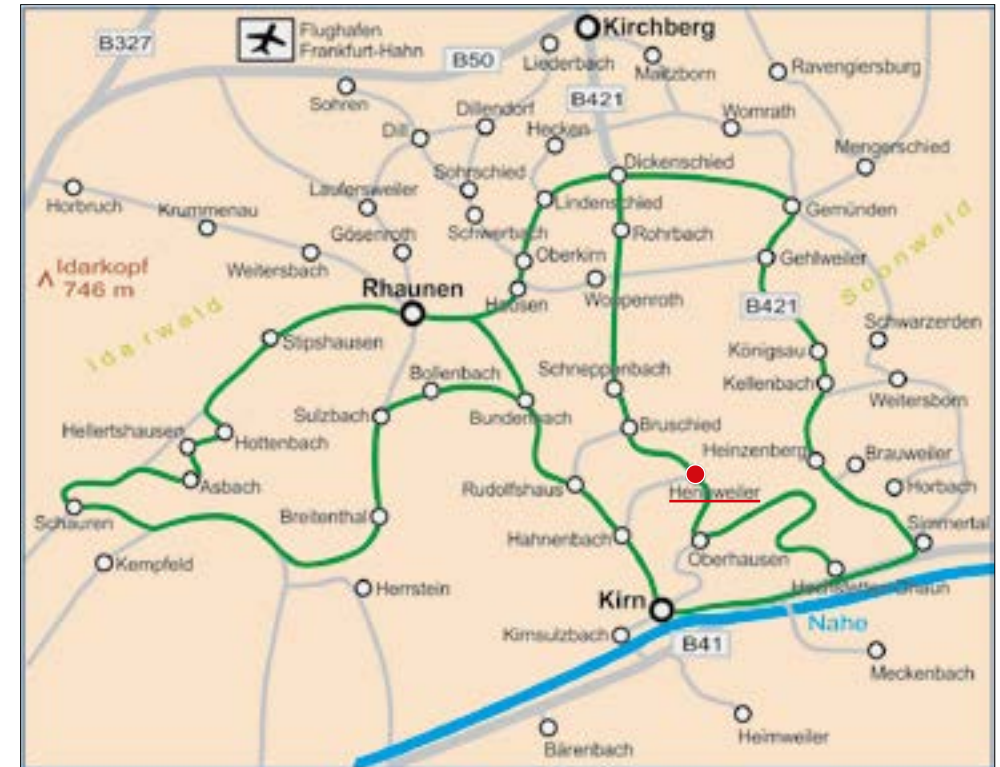 Kirchberg
Flughafen
Frankfurt-Hahn
B327
B50
Liederbach
Maitzborn
Ravengiersburg
Sohren
B421
Dillendorf
Womrath
Dill
Hecken
Mengerschied
Dickenschied
Sohrschied
Laufersweiler
Horbruch
Krummenau
Lindenschied
Gemünden
Schwerbach
Gösenroth
Rohrbach
Soonwald
Oberkirn
Gehlweiler
Weitersbach
Idarkopf
746 m
Rhaunen
Hausen
Woppenroth
B421
Idarwald
Schwarzerden
Stipshausen
Königsau
Schneppenbach
Bollenbach
Kellenbach
Weitersborn
Sulzbach
Bundenbach
Bruschied
Hellertshausen
Hottenbach
Heinzenberg
Brauweiler
Asbach
Rudolfshaus
Hennweiler
Horbach
Schauren
Breitenthal
Simmertal
Hahnenbach
Oberhausen
Kempfeld
Herrstein
Hochstetten-Dhaun
Kirn
Nahe
Kirnsulzbach
B41
Meckenbach
Heimweiler
Bärenbach